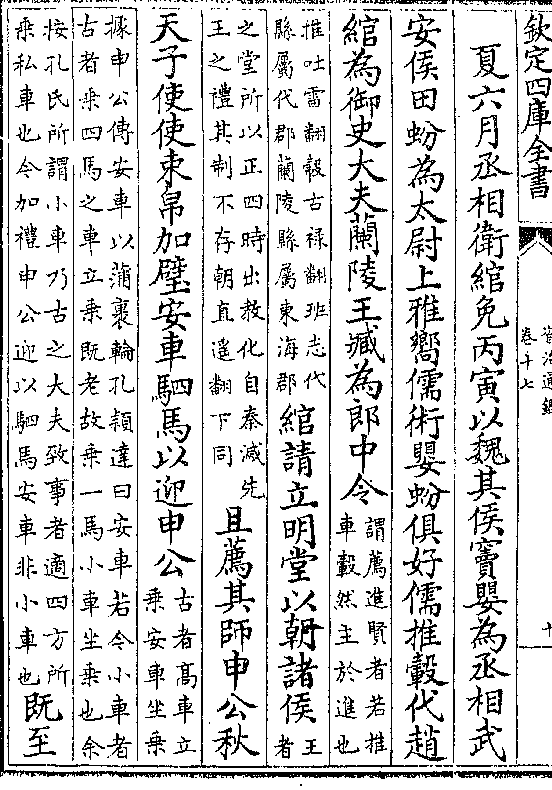 欽定四庫全書
卷十七
夏六月丞相衛綰免丙寅以魏其侯竇嬰為丞相武
安侯田蚡為太尉上雅嚮儒術嬰蚡俱好儒推轂代趙
綰為御史大夫蘭陵王臧為郎中令
謂薦進賢者若推
車轂然主於進也
推吐雷翻轂古禄翻班志代
縣屬代郡蘭陵縣屬東海郡
綰請立明堂以朝諸侯
王者
之堂所以正四時出教化自秦滅先
王之禮其制不存朝直遥翻下同
且薦其師申公秋
天子使使束帛加璧安車駟馬以迎申公
古者髙車立
乘安車坐乘
據申公傳安車以蒲裹輪孔頴達曰安車若今小車者
古者乘四馬之車立乘既老故乘一馬小車坐乘也余
按孔氏所謂小車乃古之大夫致事者適四方所
乘私車也令加禮申公迎以駟馬安車非小車也
既至